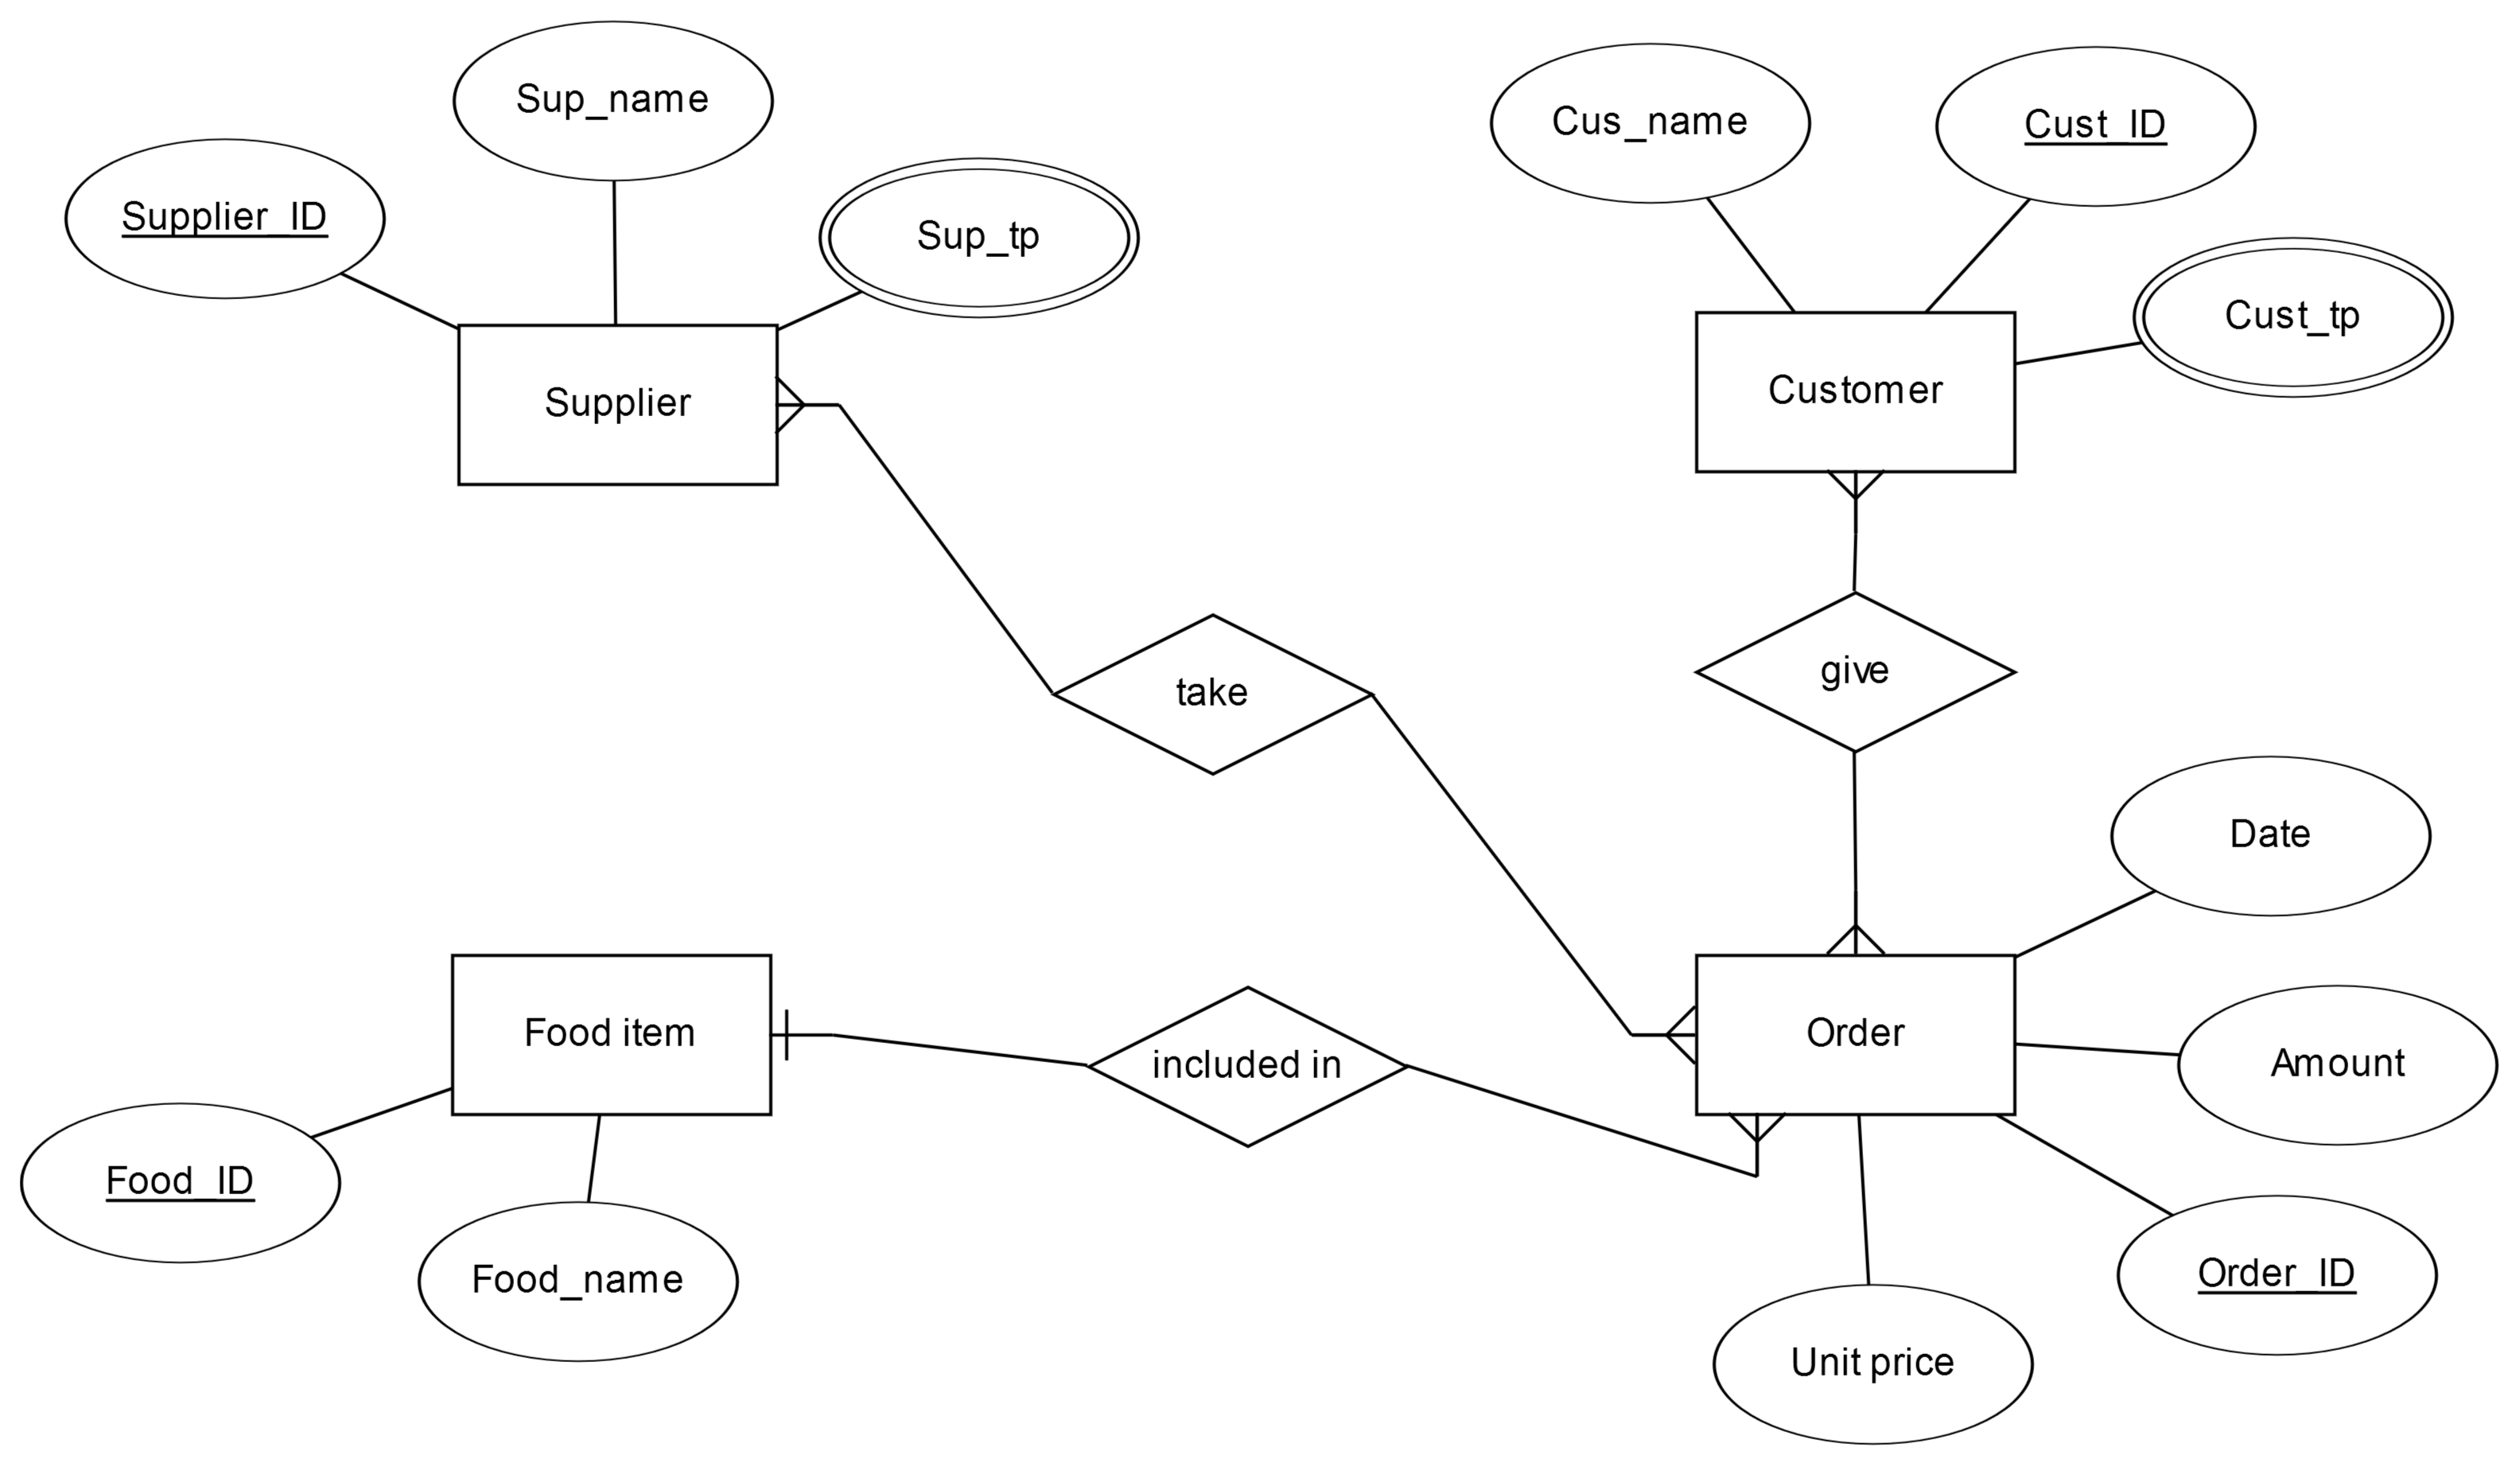 Sup_name
Cus_name
Cust_ID
Supplier_ID
Sup_tp
Cust_tp
Supplier
Customer
take
give
Date
Food item
included in
Order
Amount
Food_ID
Food_name
Order_ID
Unit price